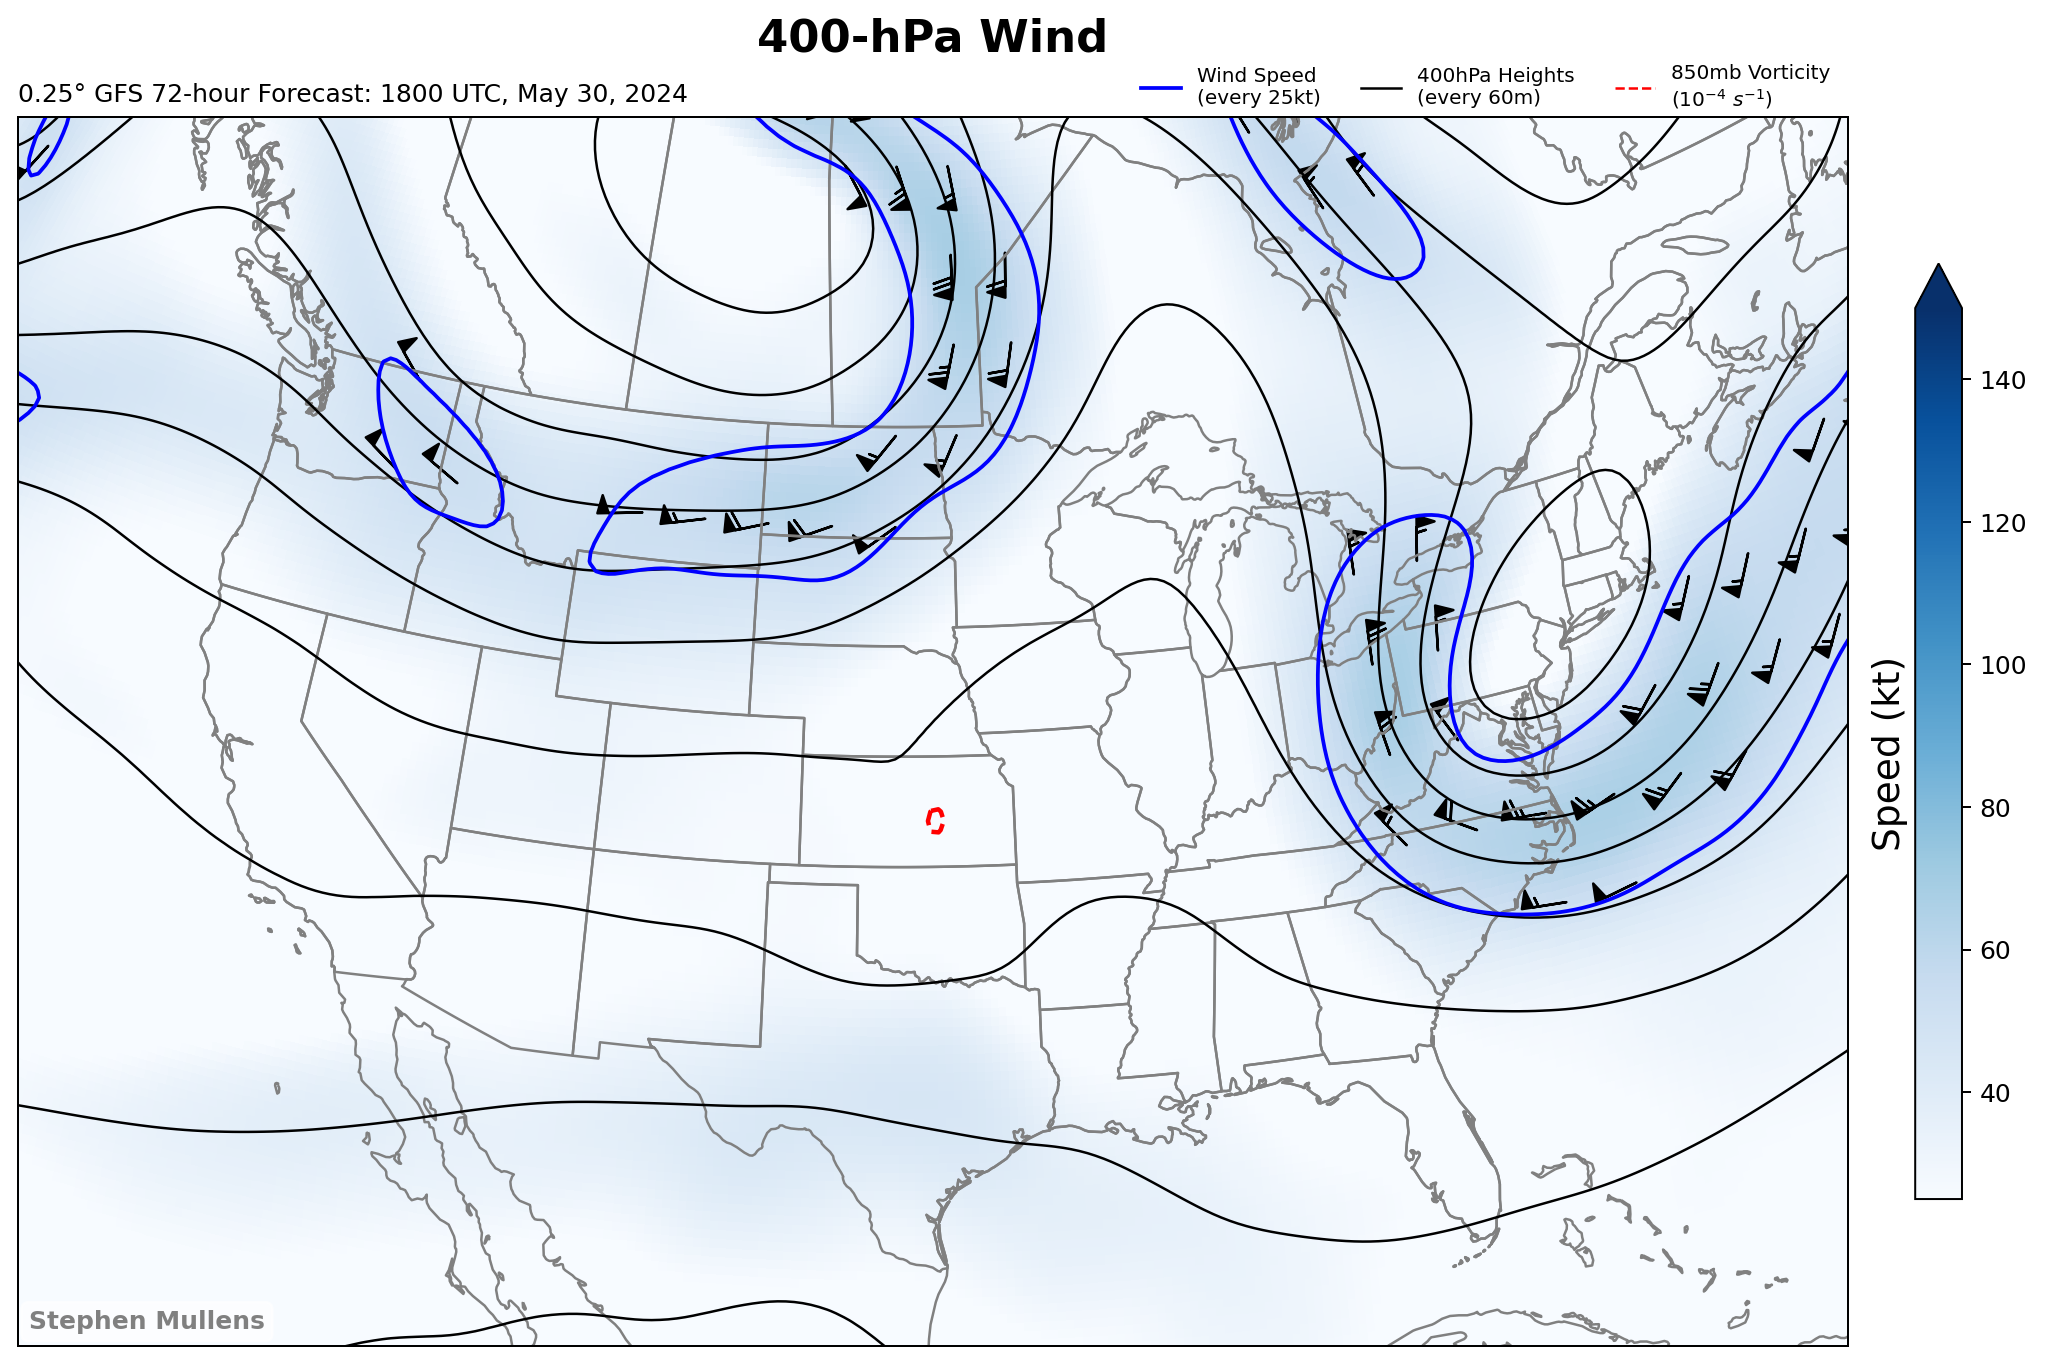 400-hPa Wind
0.25° GFS 72-hour Forecast: 1800 UTC, May 30, 2024
Wind Speed
(every 25kt)
400hPa Heights
(every 60m)
850mb Vorticity
(10⁻⁴ s⁻¹)
140
120
100
80
60
40
Speed (kt)
Stephen Mullens